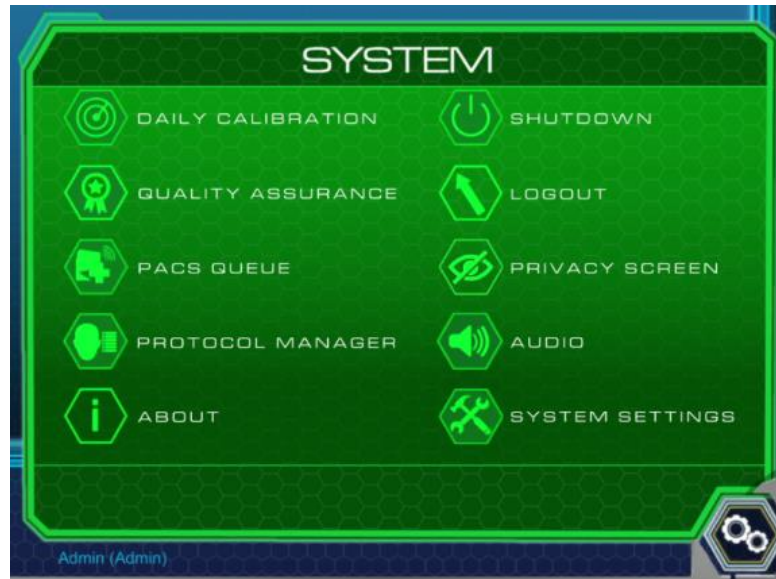 SYSTEM
DAILY CALIBRATION
SHUTDOWN
QUALITY ASSURANCE
LOGOUT
PACS QUEUE
PRIVACY SCREEN
PROTOCOL MANAGER
AUDIO
ABOUT
SYSTEM SETTINGS
Admin (Admin)